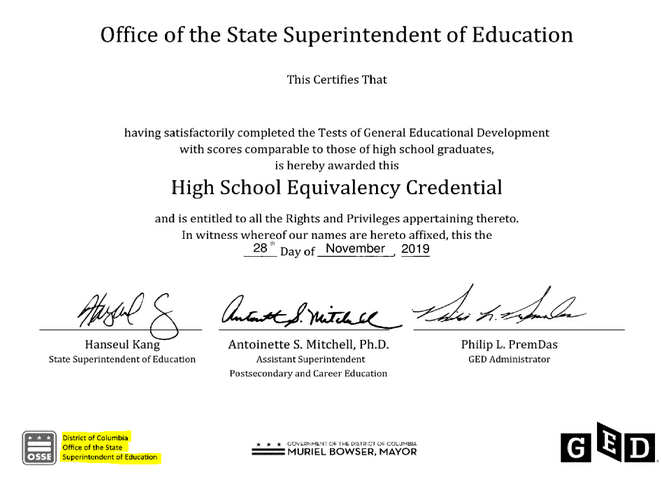 Office of the State Superintendent of Education
This Certifies That
having satisfactorily completed the Tests of General Educational Development
with scores comparable to those of high school graduates,
is hereby awarded this
High School Equivalency Credential
and is entitled to all the Rights and Privileges appertaining thereto.
In witness whereof our names are hereto affixed, this the
28th Day of November, 2019
Hanseul Kang
State Superintendent of Education
Antoinette S. Mitchell
Antoinette S. Mitchell, Ph.D.
Assistant Superintendent
Postsecondary and Career Education
Philip L. PremDas
GED Administrator
OSSE
District of Columbia
Office of the State
Superintendent of Education
GOVERNMENT OF THE DISTRICT OF COLUMBIA
MURIEL BOWSER, MAYOR
GED